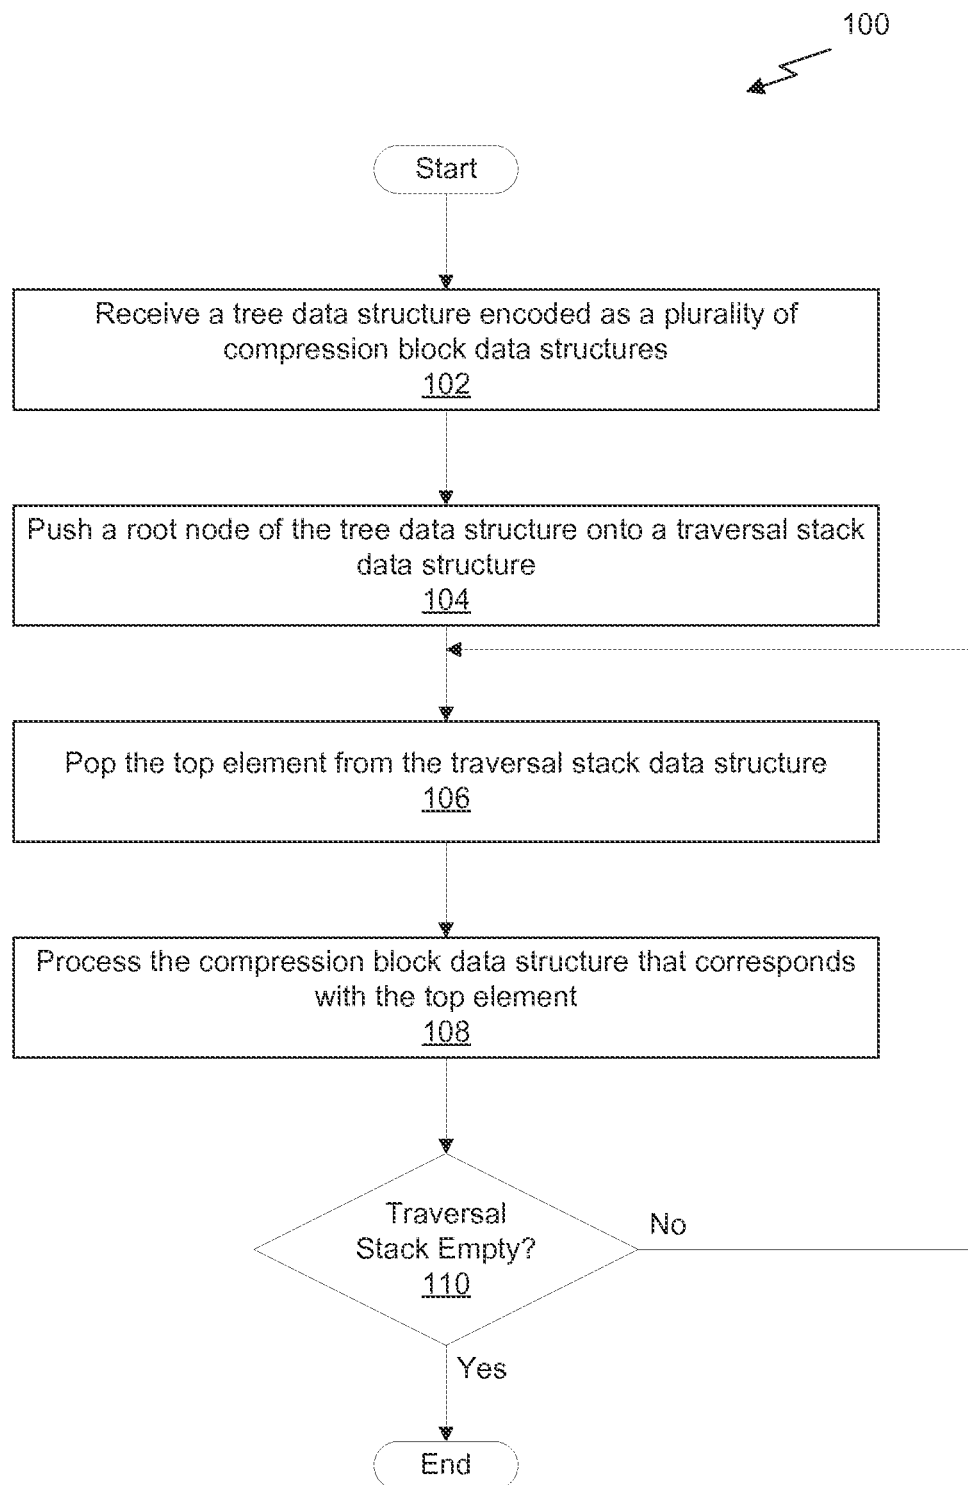 100
Start
Receive a tree data structure encoded as a plurality of
compression block data structures
102
Push a root node of the tree data structure onto a traversal stack
data structure
104
Pop the top element from the traversal stack data structure
106
Process the compression block data structure that corresponds
with the top element
108
Traversal
Stack Empty?
110
No
Yes
End